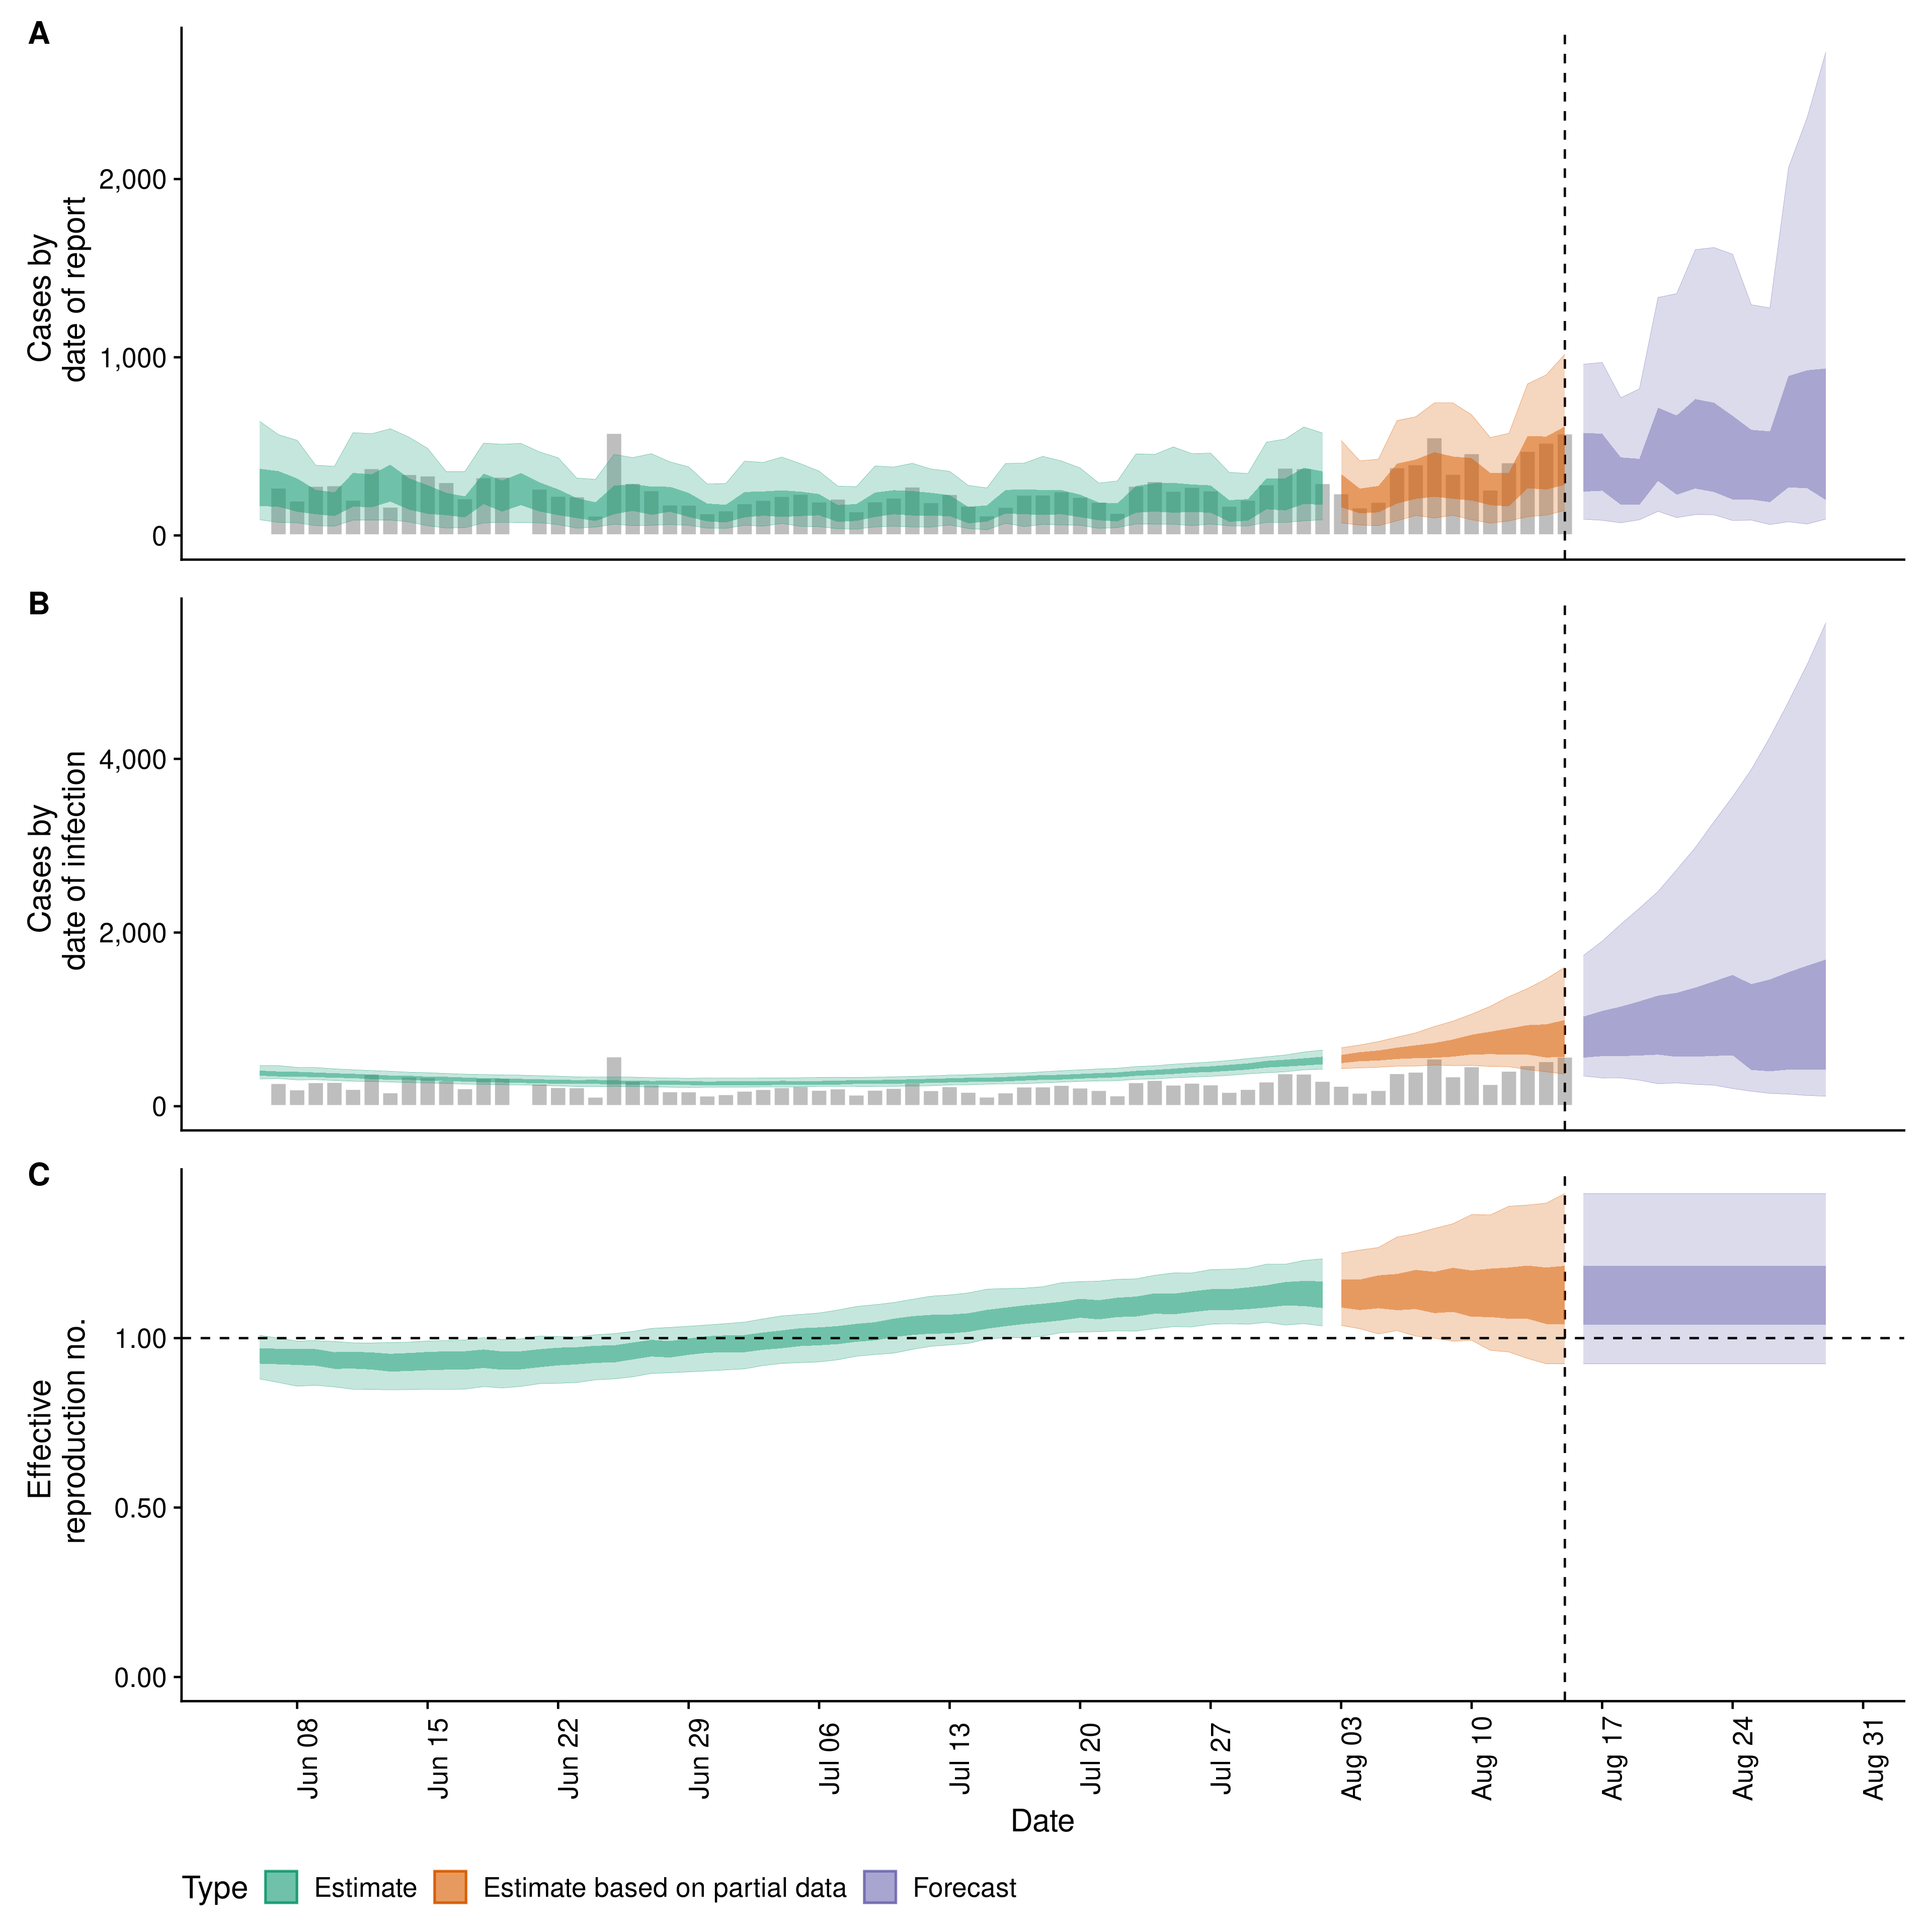 A
Cases by
date of report
2,000
1,000
0
B
Cases by
date of infection
4,000
2,000
0
C
Effective
reproduction no.
1.00
0.50
0.00
Jun 08
Jun 15
Jun 22
Jun 29
Jul 06
Jul 13
Jul 20
Jul 27
Aug 03
Aug 10
Aug 17
Aug 24
Aug 31
Date
Type Estimate Estimate based on partial data Forecast